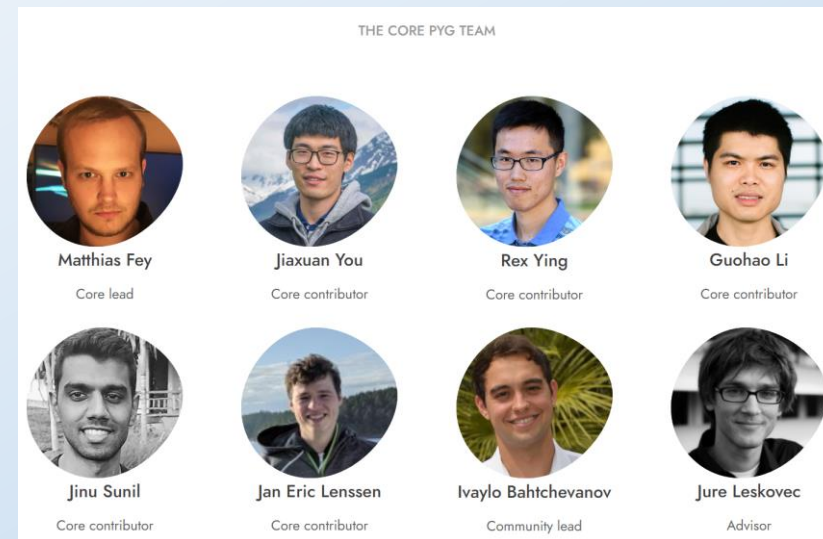 THE CORE PYG TEAM
Matthias Fey
Core lead
Jiaxuan You
Core contributor
Rex Ying
Core contributor
Guohao Li
Core contributor
Jinu Sunil
Core contributor
Jan Eric Lenssen
Core contributor
Ivaylo Bahtchevanov
Community lead
Jure Leskovec
Advisor